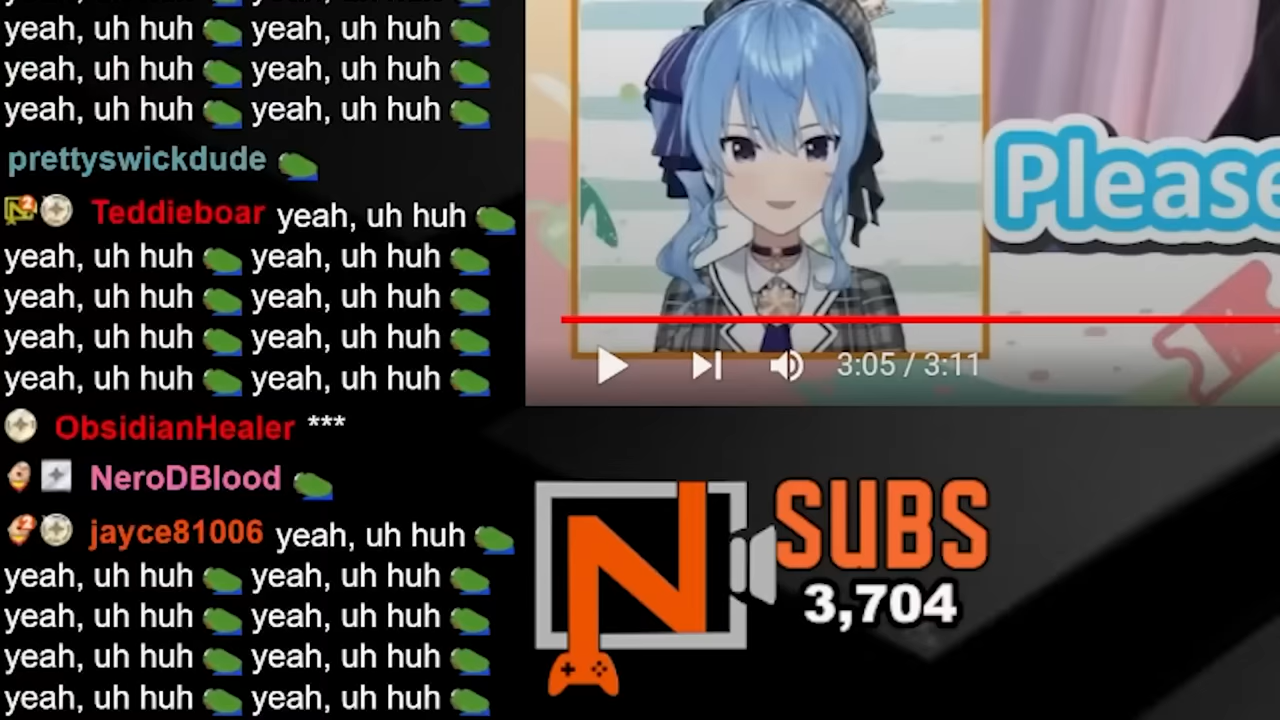 yeah, uh huh yeah, uh huh
yeah, uh huh yeah, uh huh
yeah, uh huh yeah, uh huh
prettyswickdude
2 Teddieboar yeah, uh huh
yeah, uh huh yeah, uh huh
yeah, uh huh yeah, uh huh
yeah, uh huh yeah, uh huh
yeah, uh huh yeah, uh huh
ObsidianHealer ***
NeroDBlood
2 jayce81006 yeah, uh huh
yeah, uh huh yeah, uh huh
yeah, uh huh yeah, uh huh
yeah, uh huh yeah, uh huh
yeah, uh huh yeah, uh huh
Please
3:05 / 3:11
N
SUBS
3,704